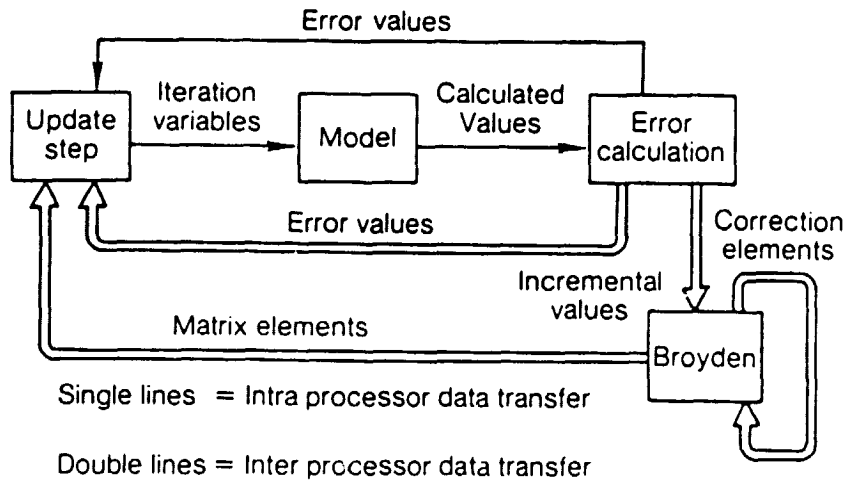 Error values
Update
step
Iteration
variables
Model
Calculated
Values
Error
calculation
Error values
Correction
elements
Incremental
values
Matrix elements
Broyden
Single lines = Intra processor data transfer
Double lines = Inter processor data transfer